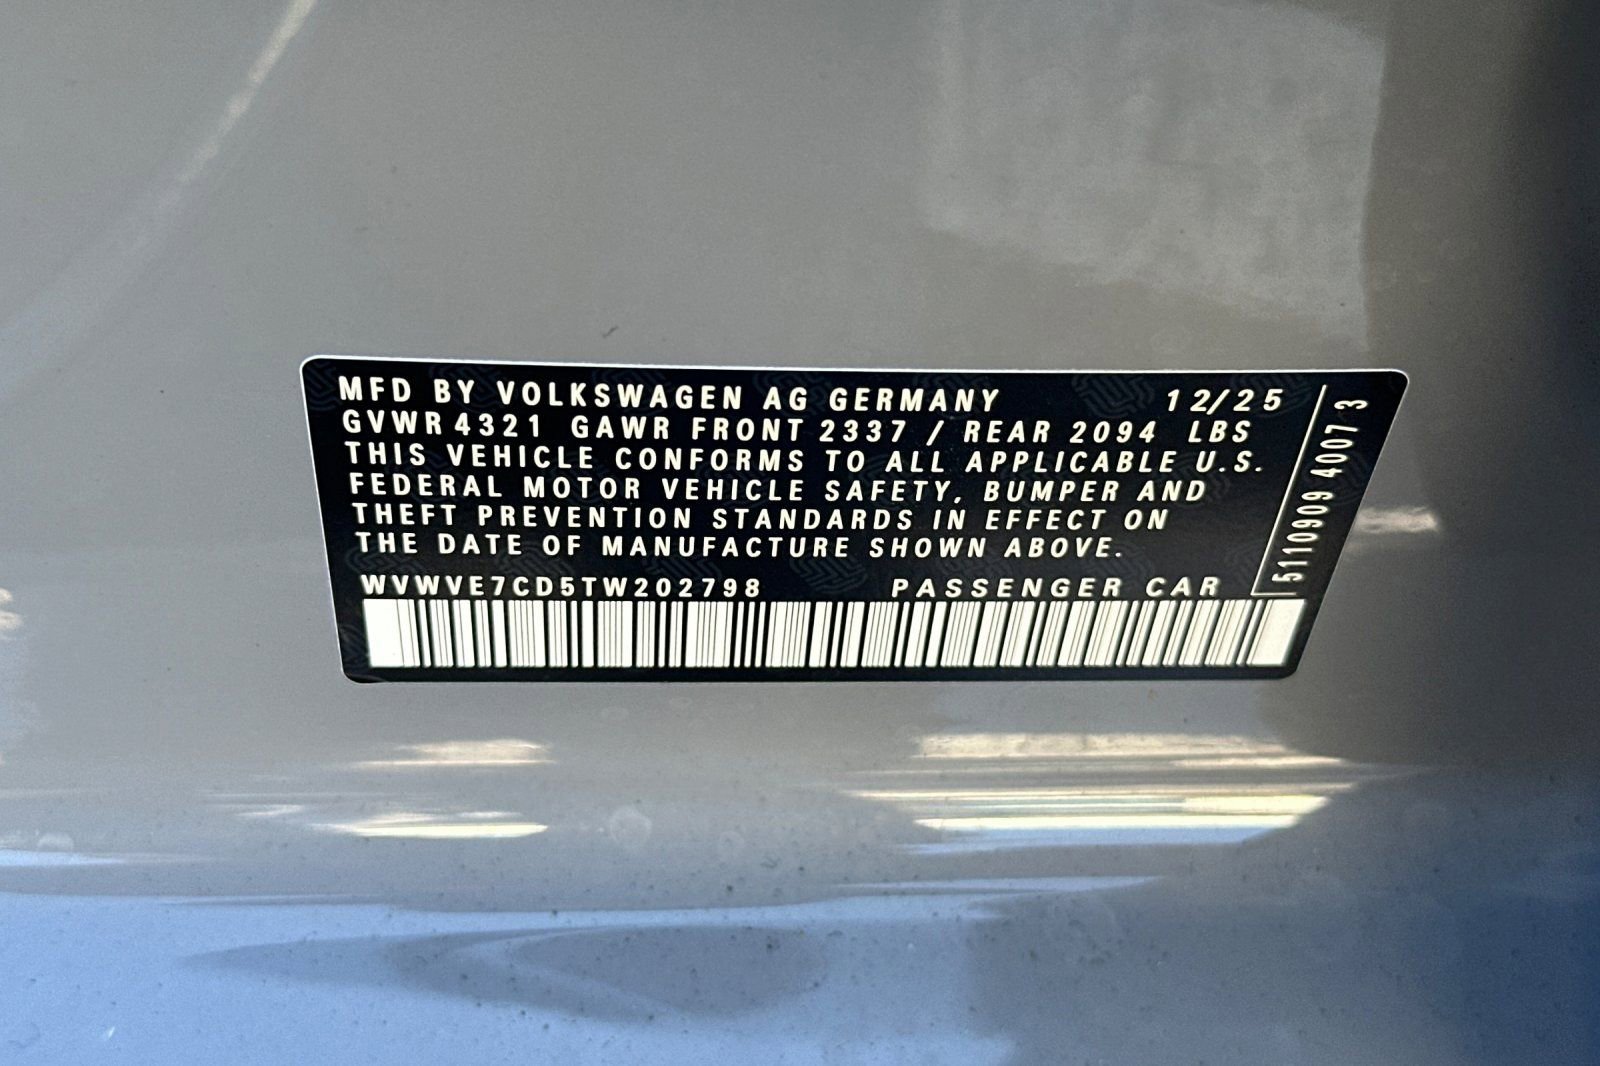 MFD BY VOLKSWAGEN AG GERMANY 12/25
GVWR 4321 GAWR FRONT 2337 / REAR 2094 LBS
THIS VEHICLE CONFORMS TO ALL APPLICABLE U.S.
FEDERAL MOTOR VEHICLE SAFETY, BUMPER AND
THEFT PREVENTION STANDARDS IN EFFECT ON
THE DATE OF MANUFACTURE SHOWN ABOVE.
WVWVE7CD5TW202798 PASSENGER CAR
5110909 4007 3